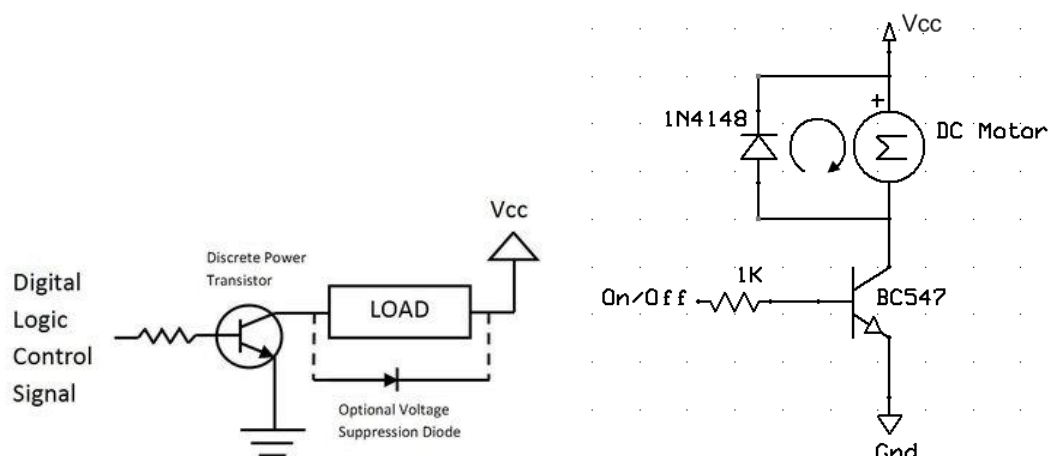 Digital
Logic
Control
Signal
Discrete Power
Transistor
LOAD
Vcc
Optional Voltage
Suppression Diode
Vcc
1N4148
+
DC Motor
1K
On/Off
BC547
Gnd